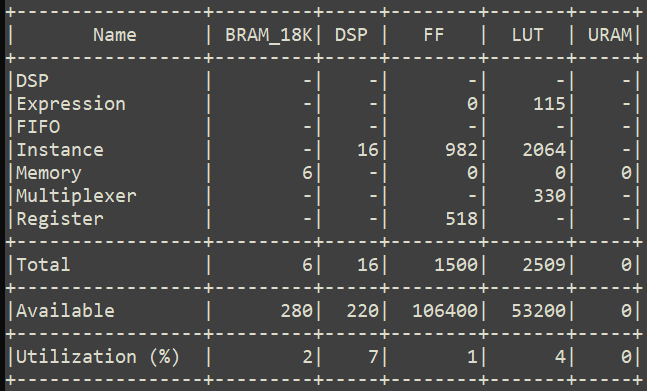 +-----------------+---------+-----+--------+-------+-----+
|       Name      | BRAM_18K| DSP |   FF   |  LUT  | URAM|
+-----------------+---------+-----+--------+-------+-----+
|DSP              |        -|    -|       -|      -|    -|
|Expression       |        -|    -|       0|    115|    -|
|FIFO             |        -|    -|       -|      -|    -|
|Instance         |        -|   16|     982|   2064|    -|
|Memory           |        6|    -|       0|      0|    0|
|Multiplexer      |        -|    -|       -|    330|    -|
|Register         |        -|    -|     518|      -|    -|
+-----------------+---------+-----+--------+-------+-----+
|Total            |        6|   16|    1500|   2509|    0|
+-----------------+---------+-----+--------+-------+-----+
|Available        |      280|  220|  106400|  53200|    0|
+-----------------+---------+-----+--------+-------+-----+
|Utilization (%)  |        2|    7|       1|      4|    0|
+-----------------+---------+-----+--------+-------+-----+